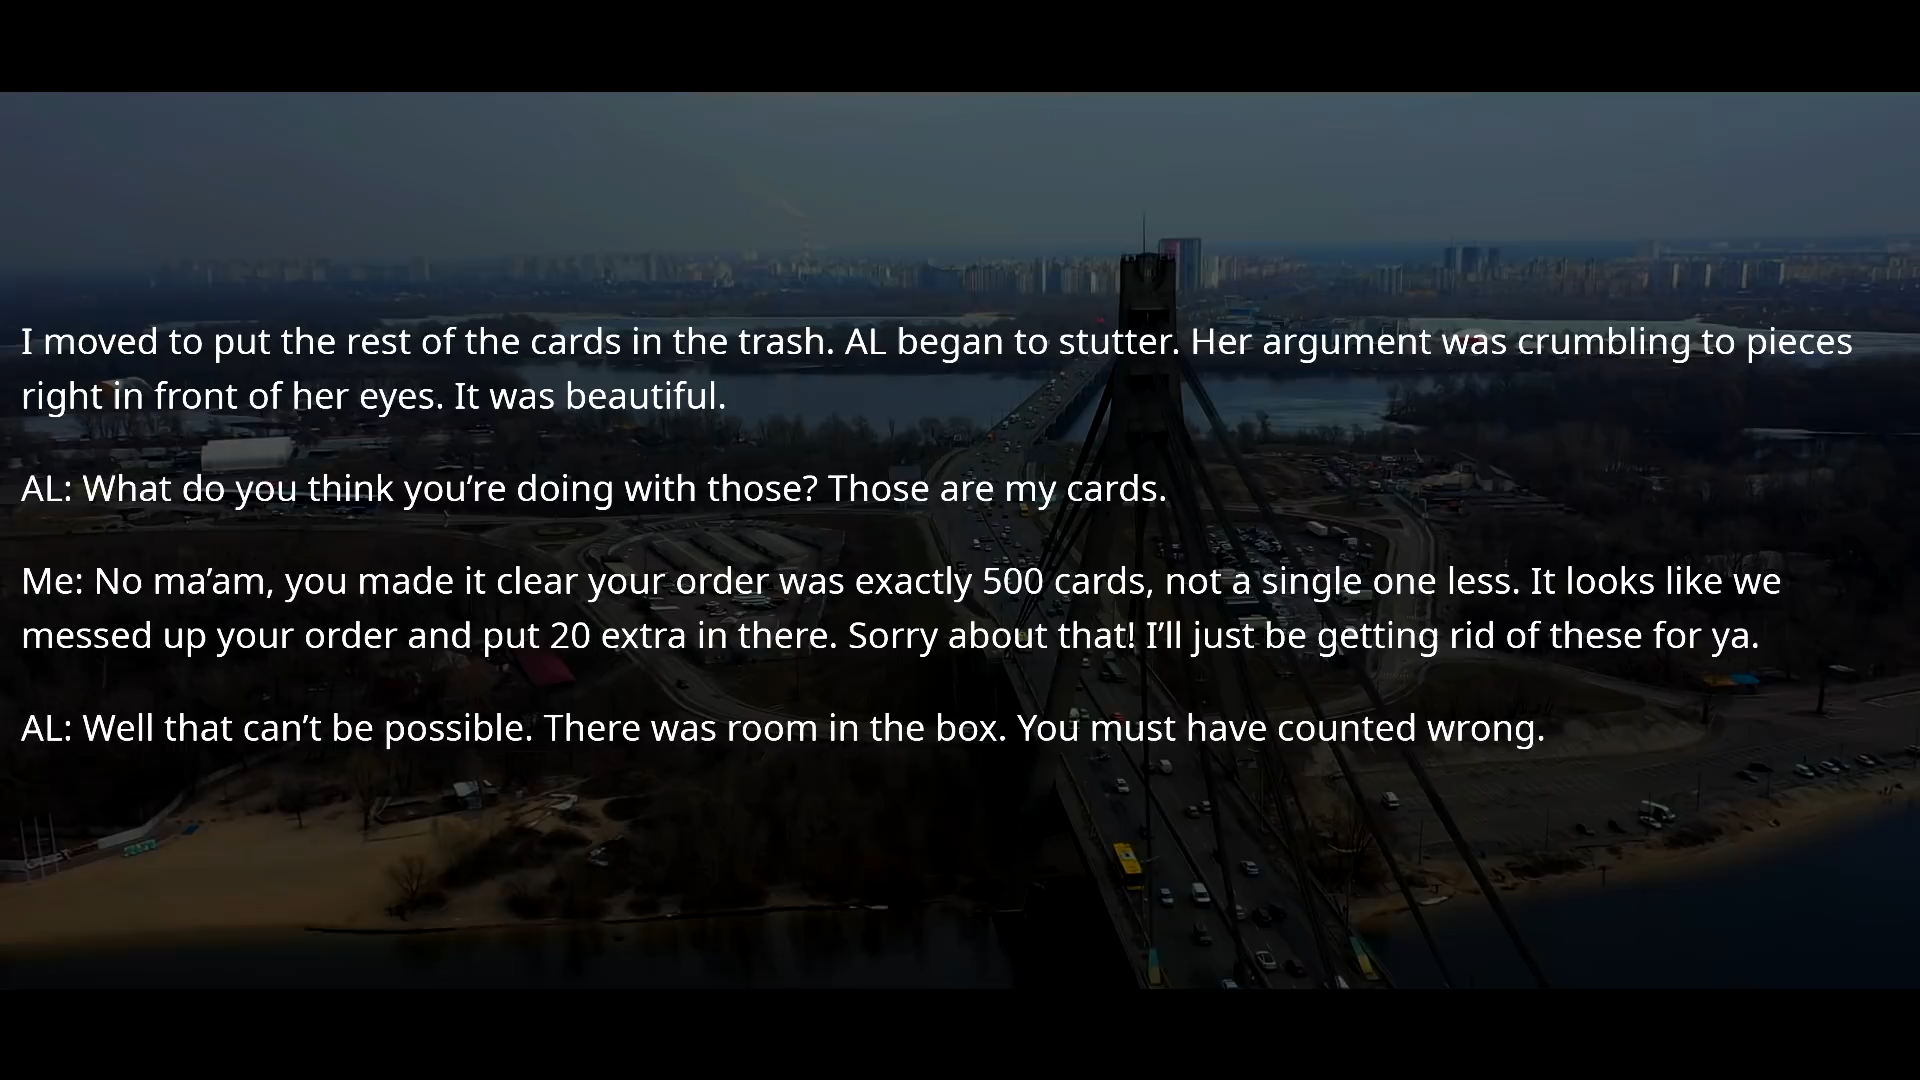 I moved to put the rest of the cards in the trash. AL began to stutter. Her argument was crumbling to pieces
right in front of her eyes. It was beautiful.
AL: What do you think you’re doing with those? Those are my cards.
Me: No ma’am, you made it clear your order was exactly 500 cards, not a single one less. It looks like we
messed up your order and put 20 extra in there. Sorry about that! I’ll just be getting rid of these for ya.
AL: Well that can’t be possible. There was room in the box. You must have counted wrong.